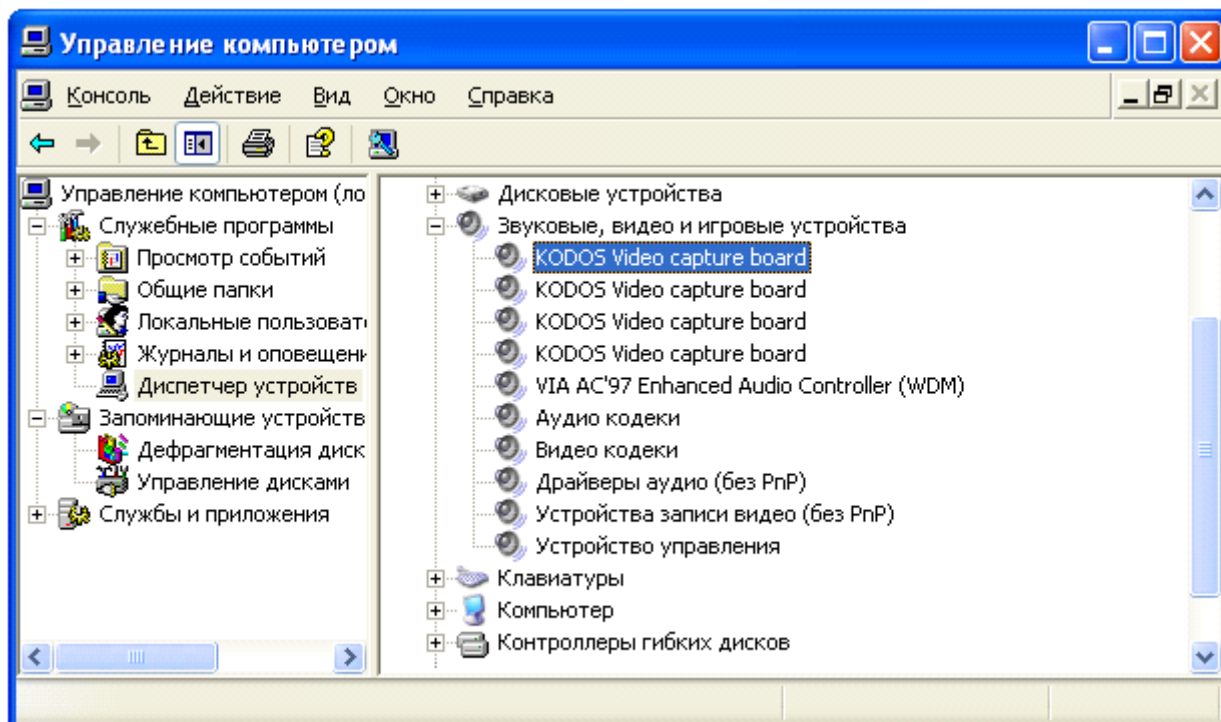 Управление компьютером
Консоль Действие Вид Окно Справка
Управление компьютером (ло
Служебные программы
Просмотр событий
Общие папки
Локальные пользоват
Журналы и оповещени
Диспетчер устройств
Запоминающие устройств
Дефрагментация диск
Управление дисками
Службы и приложения
Дисковые устройства
Звуковые, видео и игровые устройства
KODOS Video capture board
KODOS Video capture board
KODOS Video capture board
KODOS Video capture board
VIA AC'97 Enhanced Audio Controller (WDM)
Аудио кодеки
Видео кодеки
Драйверы аудио (без PnP)
Устройства записи видео (без PnP)
Устройство управления
Клавиатуры
Компьютер
Контроллеры гибких дисков